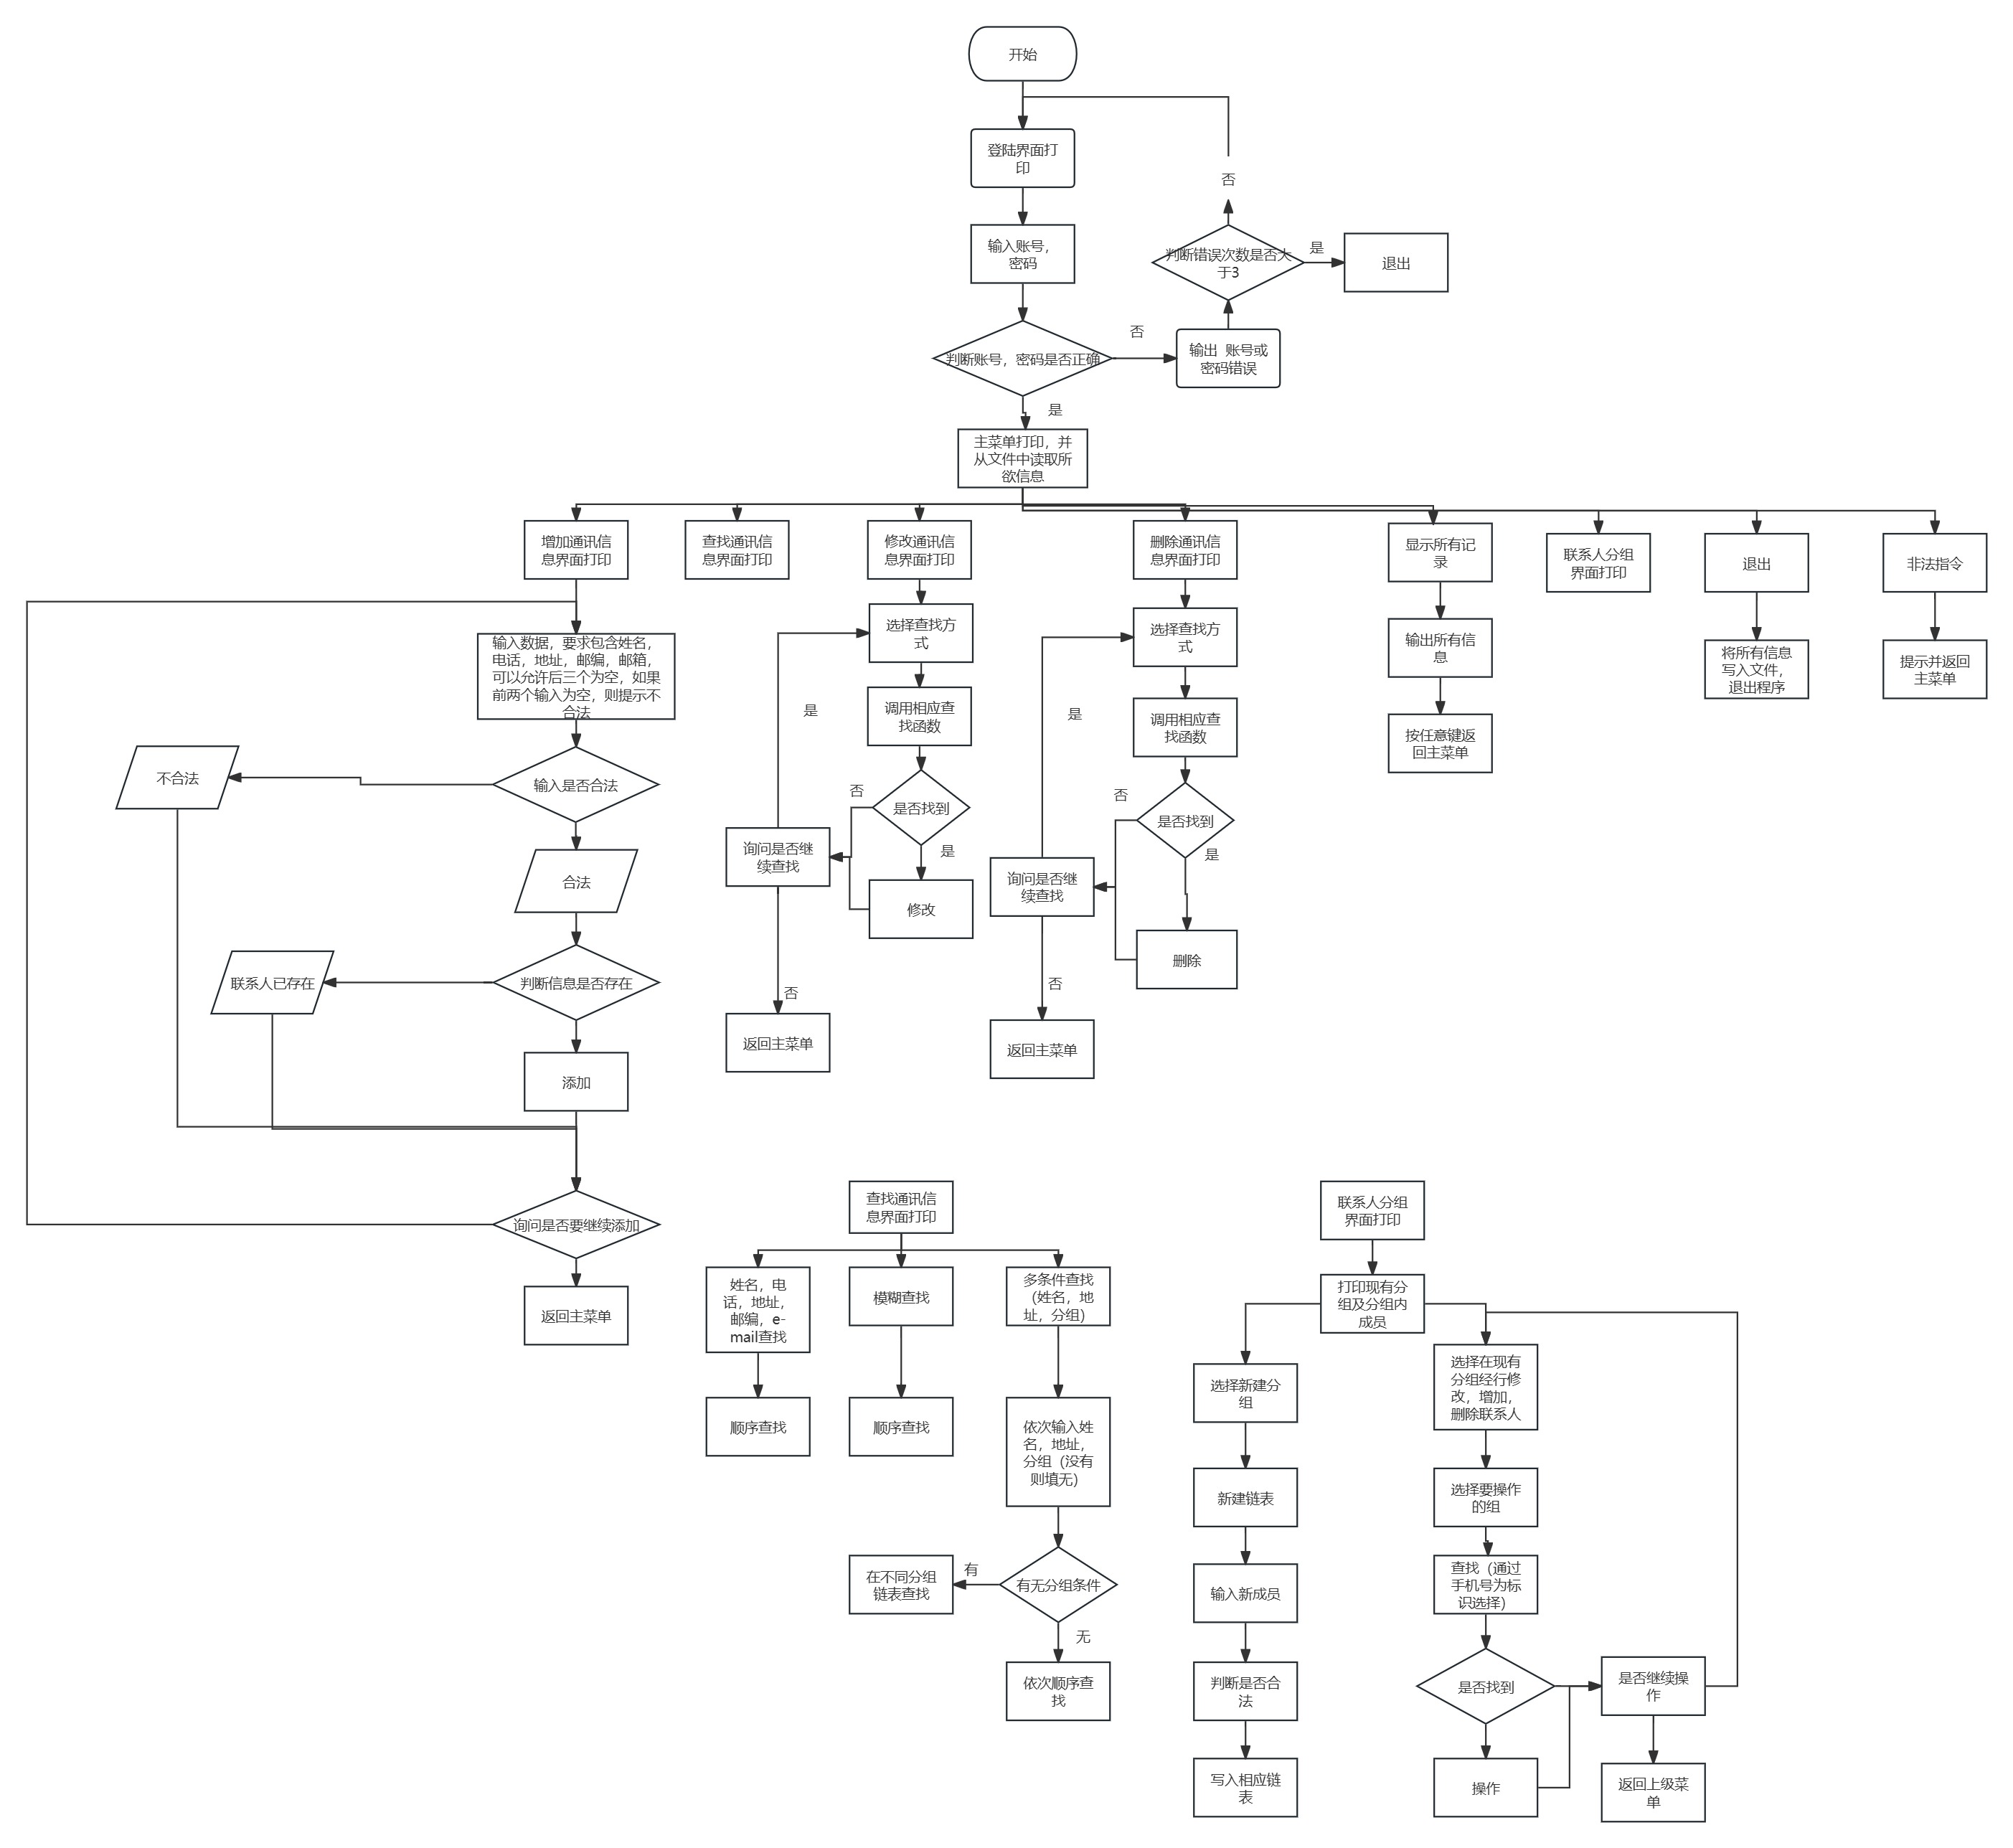 开始
登陆界面打
印
否
输入账号，
密码
判断错误次数是否大
于3
是
退出
判断账号，密码是否正确
否
输出  账号或
密码错误
是
主菜单打印，并
从文件中读取所
欲信息
增加通讯信
息界面打印
查找通讯信
息界面打印
修改通讯信
息界面打印
删除通讯信
息界面打印
显示所有记
录
联系人分组
界面打印
退出
非法指令
输入数据，要求包含姓名，
电话，地址，邮编，邮箱，
可以允许后三个为空，如果
前两个输入为空，则提示不
合法
选择查找方
式
选择查找方
式
输出所有信
息
将所有信息
写入文件，
退出程序
提示并返回
主菜单
是
调用相应查
找函数
是
调用相应查
找函数
按任意键返
回主菜单
不合法
输入是否合法
否
是否找到
否
是否找到
询问是否继
续查找
是
询问是否继
续查找
是
合法
修改
删除
联系人已存在
判断信息是否存在
否
否
返回主菜单
返回主菜单
添加
询问是否要继续添加
返回主菜单
查找通讯信
息界面打印
姓名，电
话，地址，
邮编，e-
mail查找
模糊查找
多条件查找
（姓名，地
址，分组）
顺序查找
顺序查找
依次输入姓
名，地址，
分组（没有
则填无）
在不同分组
链表查找
有
有无分组条件
无
依次顺序查
找
联系人分组
界面打印
打印现有分
组及分组内
成员
选择新建分
组
选择在现有
分组经行修
改，增加，
删除联系人
新建链表
选择要操作
的组
输入新成员
查找（通过
手机号为标
识选择）
判断是否合
法
是否找到
是否继续操
作
写入相应链
表
操作
返回上级菜
单